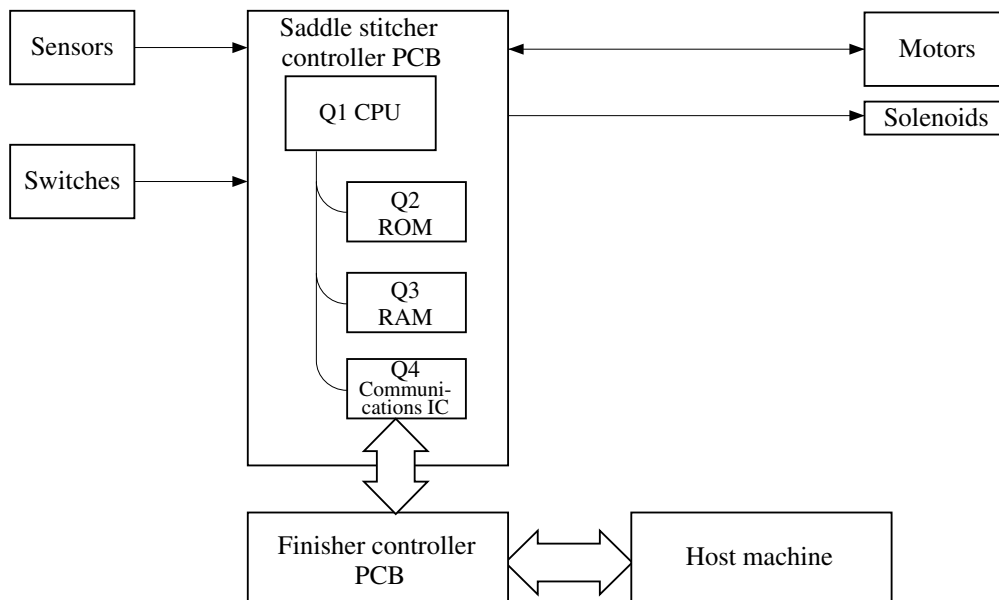 Sensors
Saddle stitcher
controller PCB
Motors
Q1 CPU
Solenoids
Switches
Q2
ROM
Q3
RAM
Q4
Communi-
cations IC
Finisher controller
PCB
Host machine